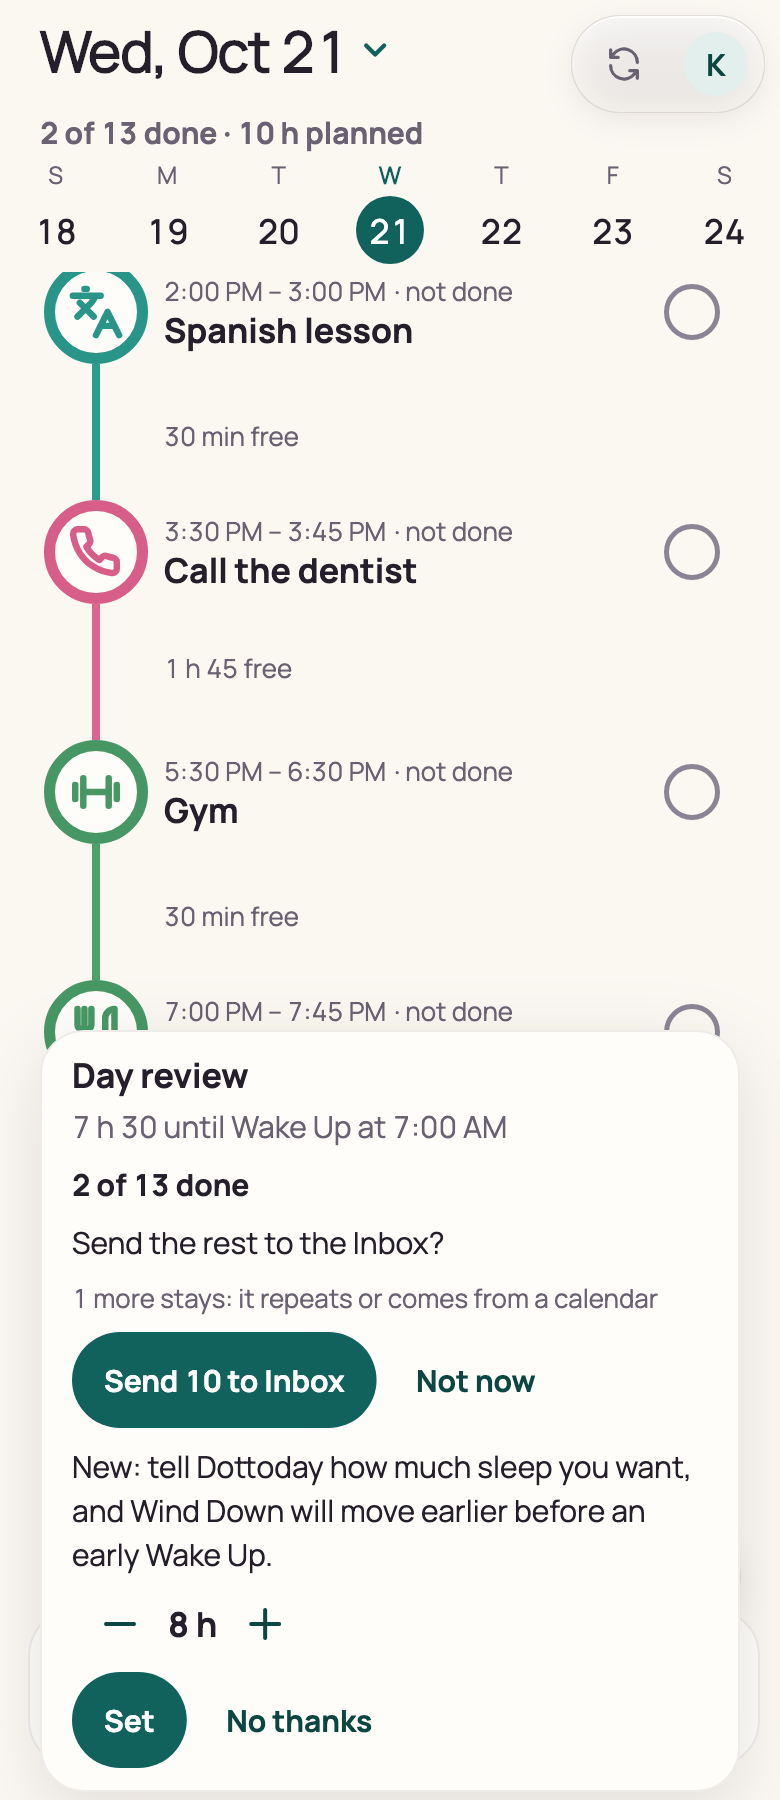 Wed, Oct 21
K
2 of 13 done · 10 h planned
S M T W T F S
18 19 20 21 22 23 24
2:00 PM – 3:00 PM · not done
Spanish lesson
30 min free
3:30 PM – 3:45 PM · not done
Call the dentist
1 h 45 free
5:30 PM – 6:30 PM · not done
Gym
30 min free
7:00 PM – 7:45 PM · not done
Day review
7 h 30 until Wake Up at 7:00 AM
2 of 13 done
Send the rest to the Inbox?
1 more stays: it repeats or comes from a calendar
Send 10 to Inbox Not now
New: tell Dottoday how much sleep you want,
and Wind Down will move earlier before an
early Wake Up.
8 h
Set No thanks